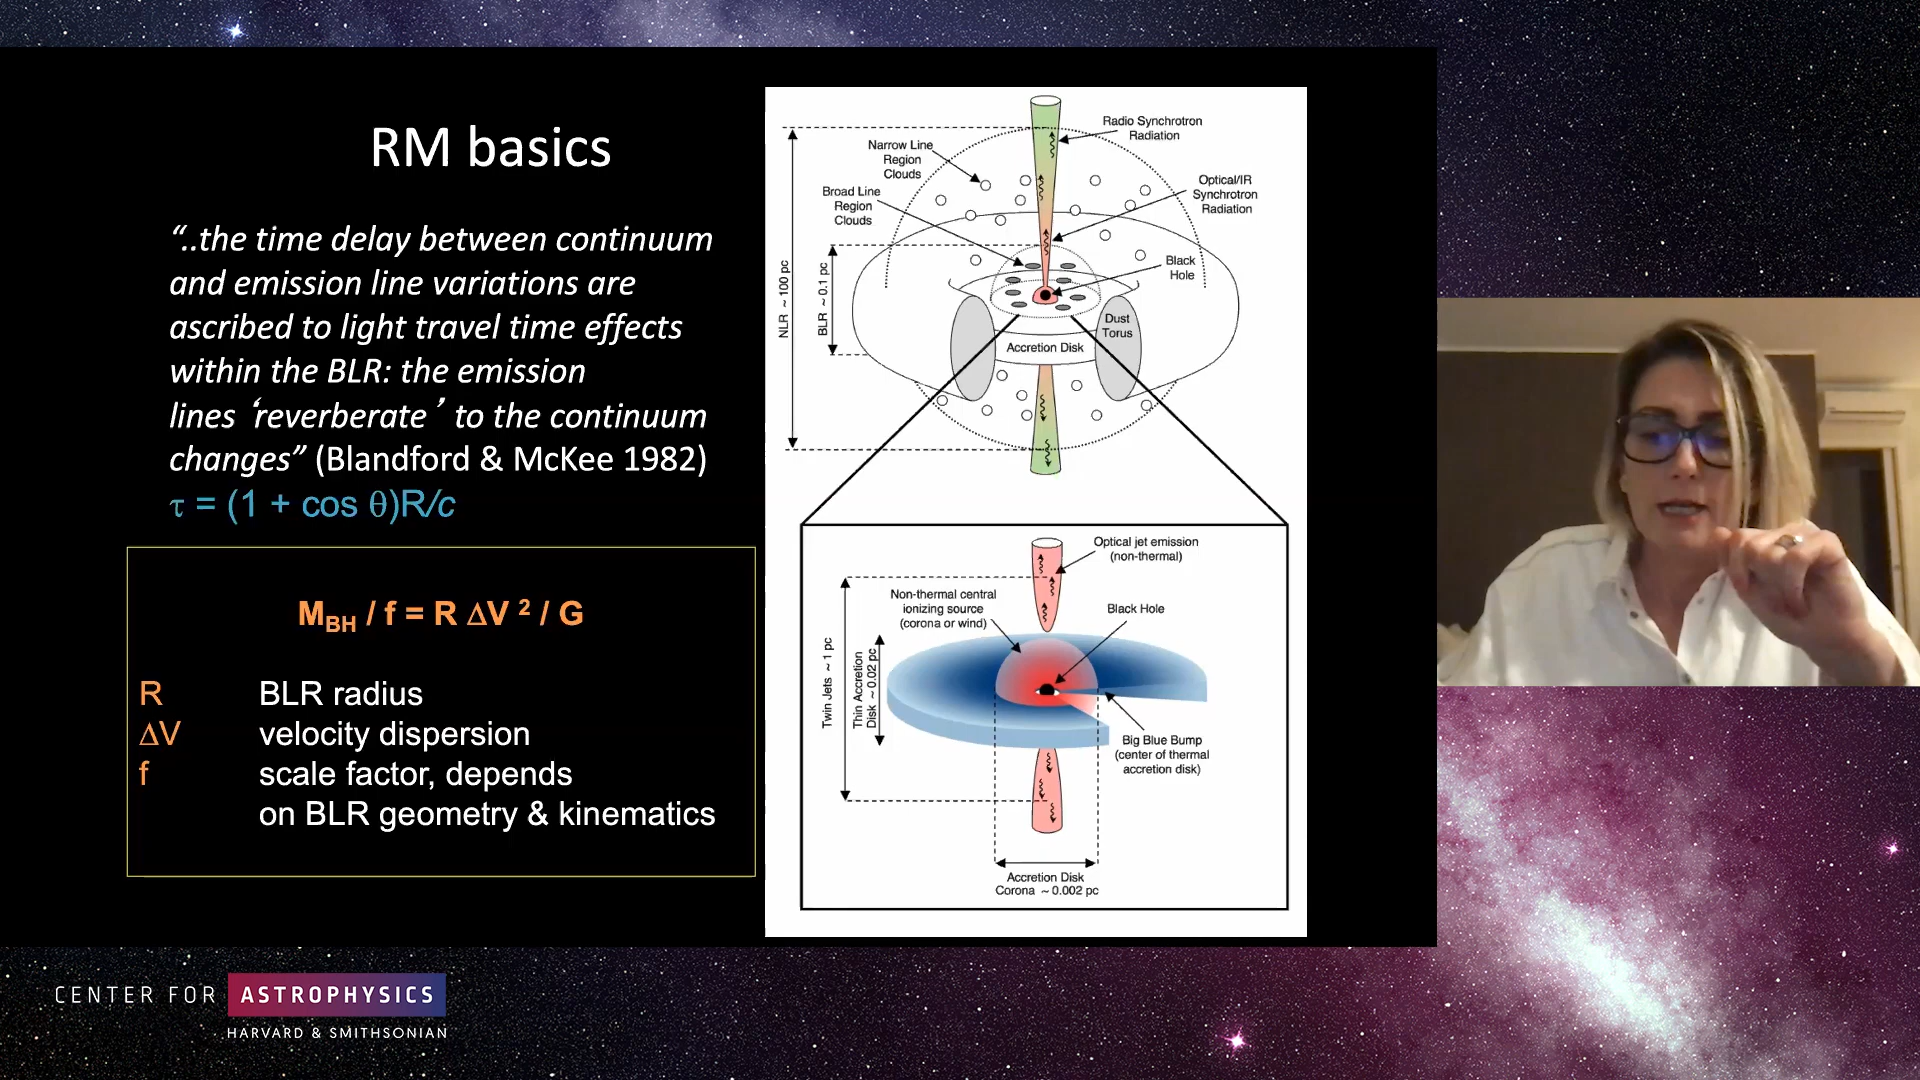 RM basics
“..the time delay between continuum
and emission line variations are
ascribed to light travel time effects
within the BLR: the emission
lines ‘reverberate’ to the continuum
changes” (Blandford & McKee 1982)
τ = (1 + cos θ)R/c
M_BH / f = R ΔV ² / G
R BLR radius
ΔV velocity dispersion
f scale factor, depends
on BLR geometry & kinematics
Radio Synchrotron
Radiation
Narrow Line
Region
Clouds
Broad Line
Region
Clouds
Optical/IR
Synchrotron
Radiation
Black
Hole
NLR ~ 100 pc
BLR ~ 0.1 pc
Dust
Torus
Accretion Disk
Optical jet emission
(non-thermal)
Non-thermal central
ionizing source
(corona or wind)
Black Hole
Twin Jets ~ 1 pc
Thin Accretion
Disk ~ 0.02 pc
Big Blue Bump
(center of thermal
accretion disk)
Accretion Disk
Corona ~ 0.002 pc
CENTER FOR ASTROPHYSICS
HARVARD & SMITHSONIAN